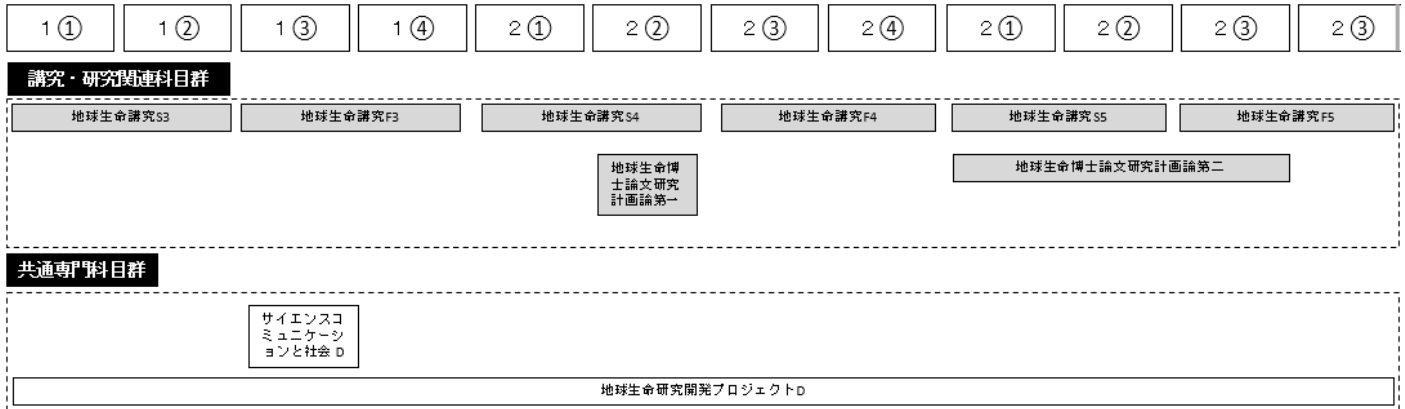 1① 1② 1③ 1④ 2① 2② 2③ 2④ 2① 2② 2③ 2③
講究・研究関連科目群
地球生命講究S3 地球生命講究F3 地球生命講究S4 地球生命講究F4 地球生命講究S5 地球生命講究F5
地球生命博
士論文研究
計画論第一
地球生命博士論文研究計画論第二
共通専門科目群
サイエンスコ
ミュニケーシ
ョンと社会 D
地球生命研究開発プロジェクトD